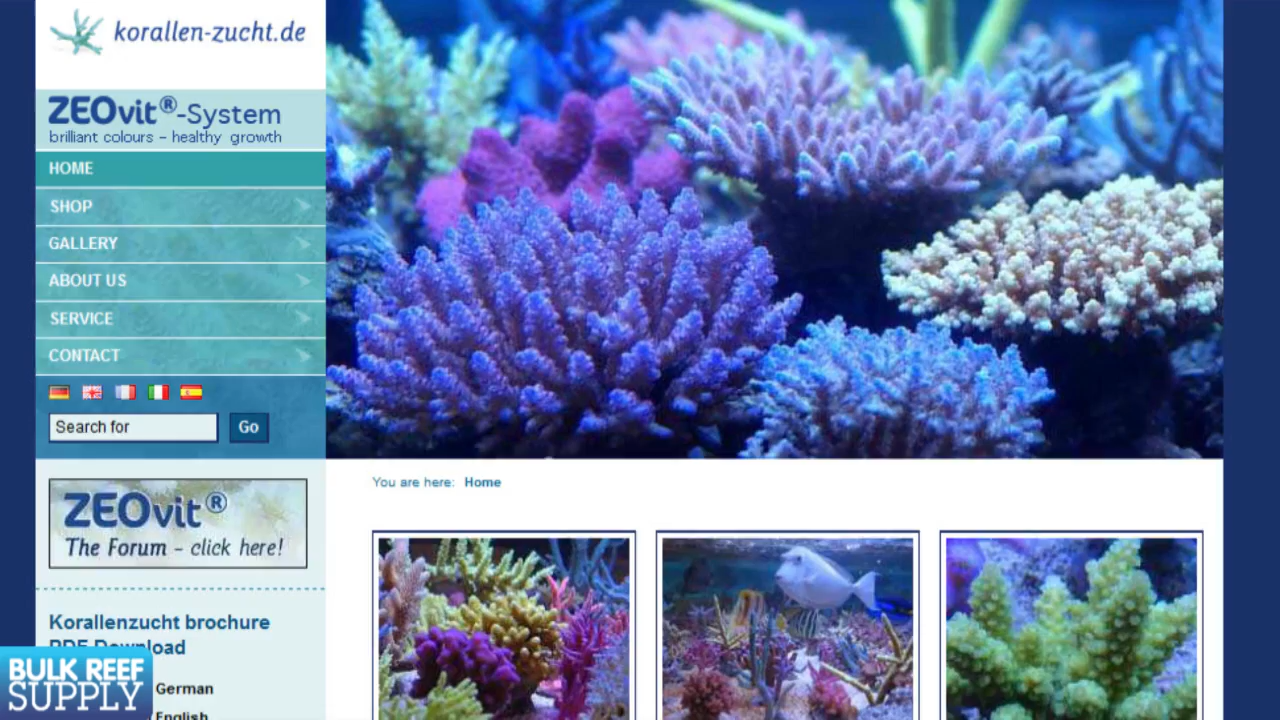 korallen-zucht.de
ZEOvit®-System
brilliant colours – healthy growth
HOME
SHOP
GALLERY
ABOUT US
SERVICE
CONTACT
Search for
Go
ZEOvit®
The Forum – click here!
Korallenzucht brochure
PDF Download
German
English
You are here: Home
BULK REEF
SUPPLY